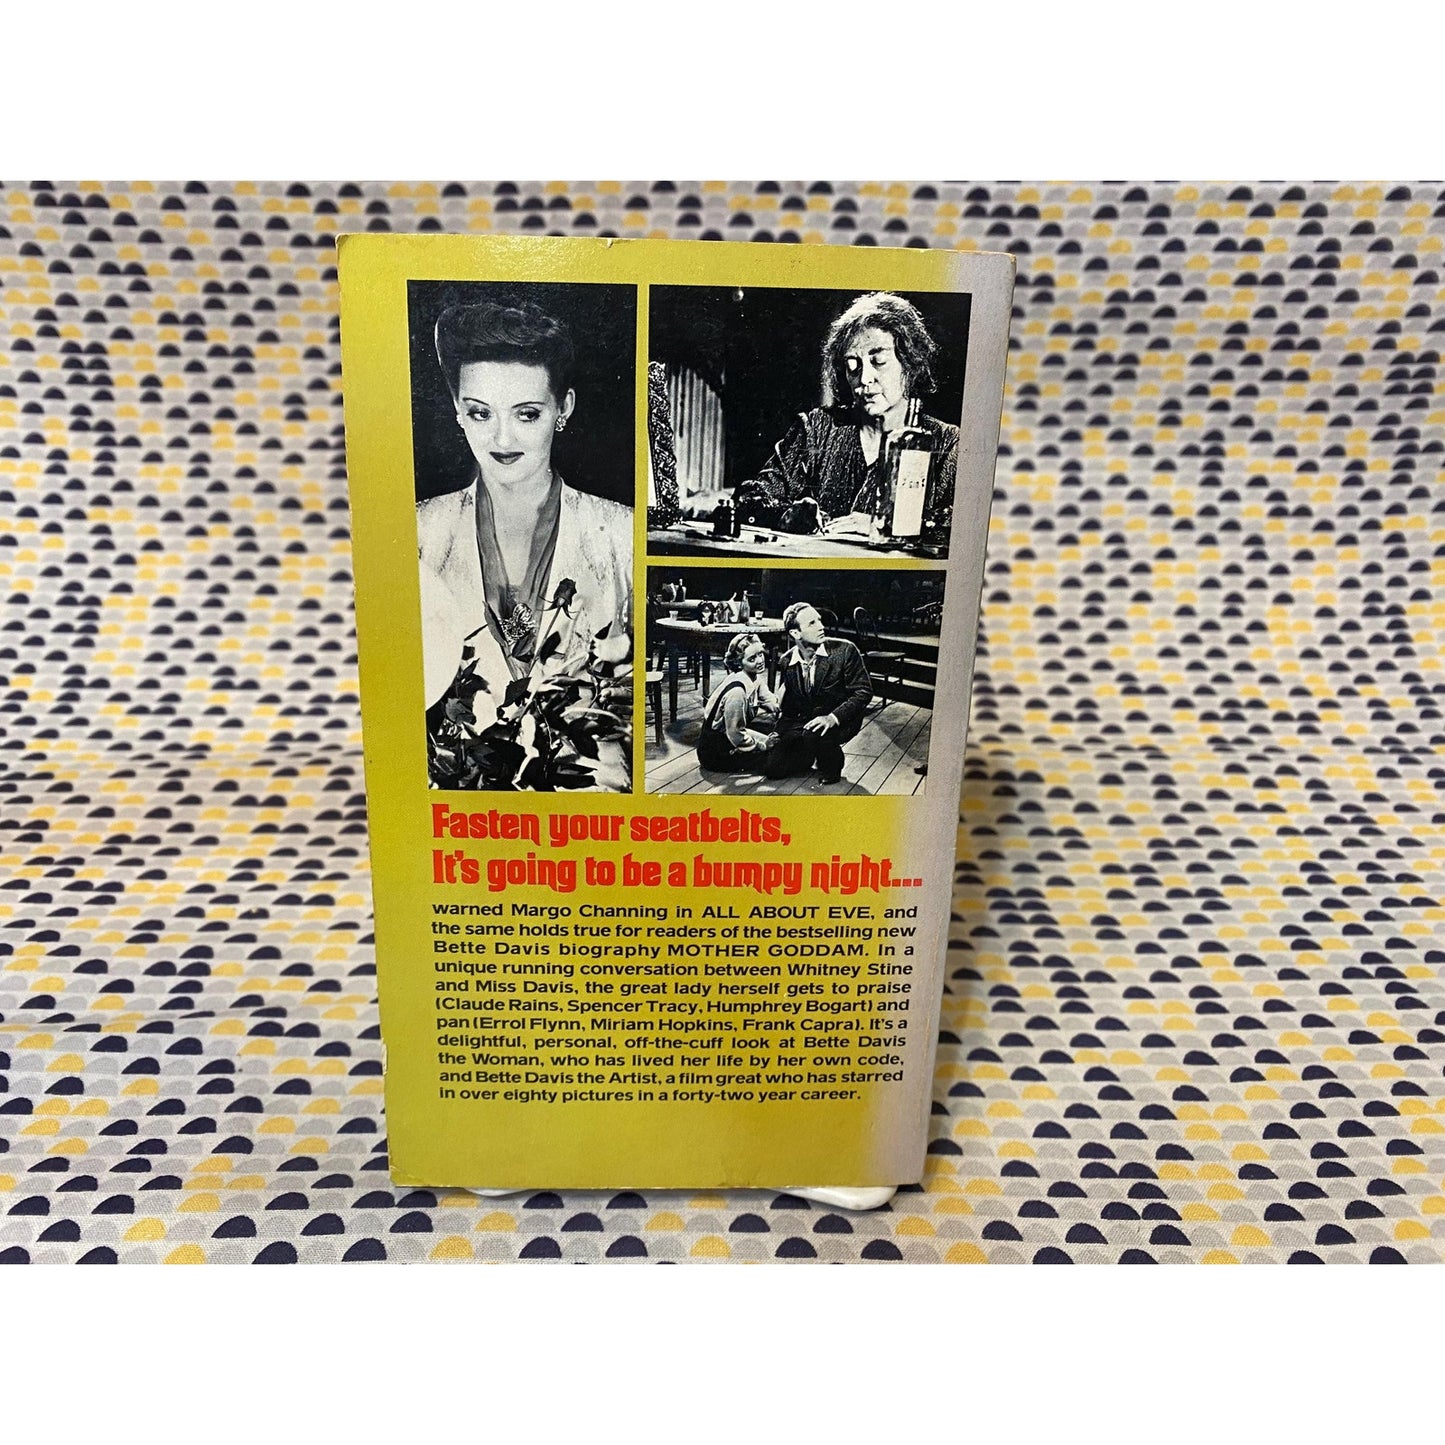 Fasten your seatbelts,
It's going to be a bumpy night...
warned Margo Channing in ALL ABOUT EVE, and
the same holds true for readers of the bestselling new
Bette Davis biography MOTHER GODDAM. In a
unique running conversation between Whitney Stine
and Miss Davis, the great lady herself gets to praise
(Claude Rains, Spencer Tracy, Humphrey Bogart) and
pan (Errol Flynn, Miriam Hopkins, Frank Capra). It's a
delightful, personal, off-the-cuff look at Bette Davis
the Woman, who has lived her life by her own code,
and Bette Davis the Artist, a film great who has starred
in over eighty pictures in a forty-two year career.